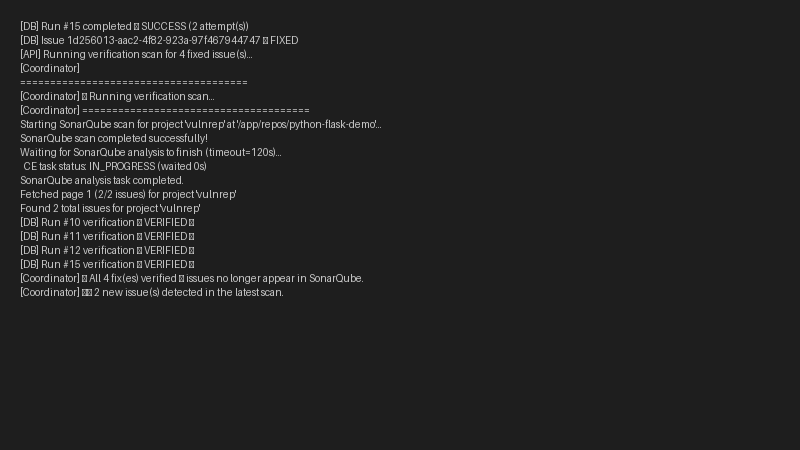 [DB] Run #15 completed ▯ SUCCESS (2 attempt(s))
[DB] Issue 1d256013-aac2-4f82-923a-97f467944747 ▯ FIXED
[API] Running verification scan for 4 fixed issue(s)...
[Coordinator]
======================================
[Coordinator] ▯ Running verification scan...
[Coordinator] ======================================
Starting SonarQube scan for project 'vulnrep' at '/app/repos/python-flask-demo'...
SonarQube scan completed successfully!
Waiting for SonarQube analysis to finish (timeout=120s)...
CE task status: IN_PROGRESS (waited 0s)
SonarQube analysis task completed.
Fetched page 1 (2/2 issues) for project 'vulnrep'
Found 2 total issues for project 'vulnrep'
[DB] Run #10 verification ▯ VERIFIED ▯
[DB] Run #11 verification ▯ VERIFIED ▯
[DB] Run #12 verification ▯ VERIFIED ▯
[DB] Run #15 verification ▯ VERIFIED ▯
[Coordinator] ▯ All 4 fix(es) verified ▯ issues no longer appear in SonarQube.
[Coordinator] ▯▯ 2 new issue(s) detected in the latest scan.